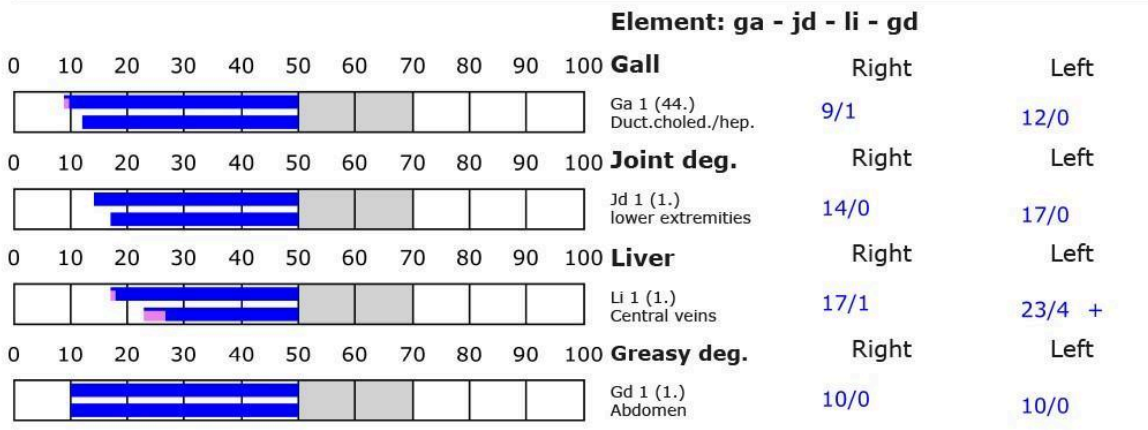 Element: ga - jd - li - gd
0 10 20 30 40 50 60 70 80 90 100 Gall Right Left
Ga 1 (44.) 9/1 12/0
Duct.choled./hep.
0 10 20 30 40 50 60 70 80 90 100 Joint deg. Right Left
Jd 1 (1.) 14/0 17/0
lower extremities
0 10 20 30 40 50 60 70 80 90 100 Liver Right Left
Li 1 (1.) 17/1 23/4 +
Central veins
0 10 20 30 40 50 60 70 80 90 100 Greasy deg. Right Left
Gd 1 (1.) 10/0 10/0
Abdomen